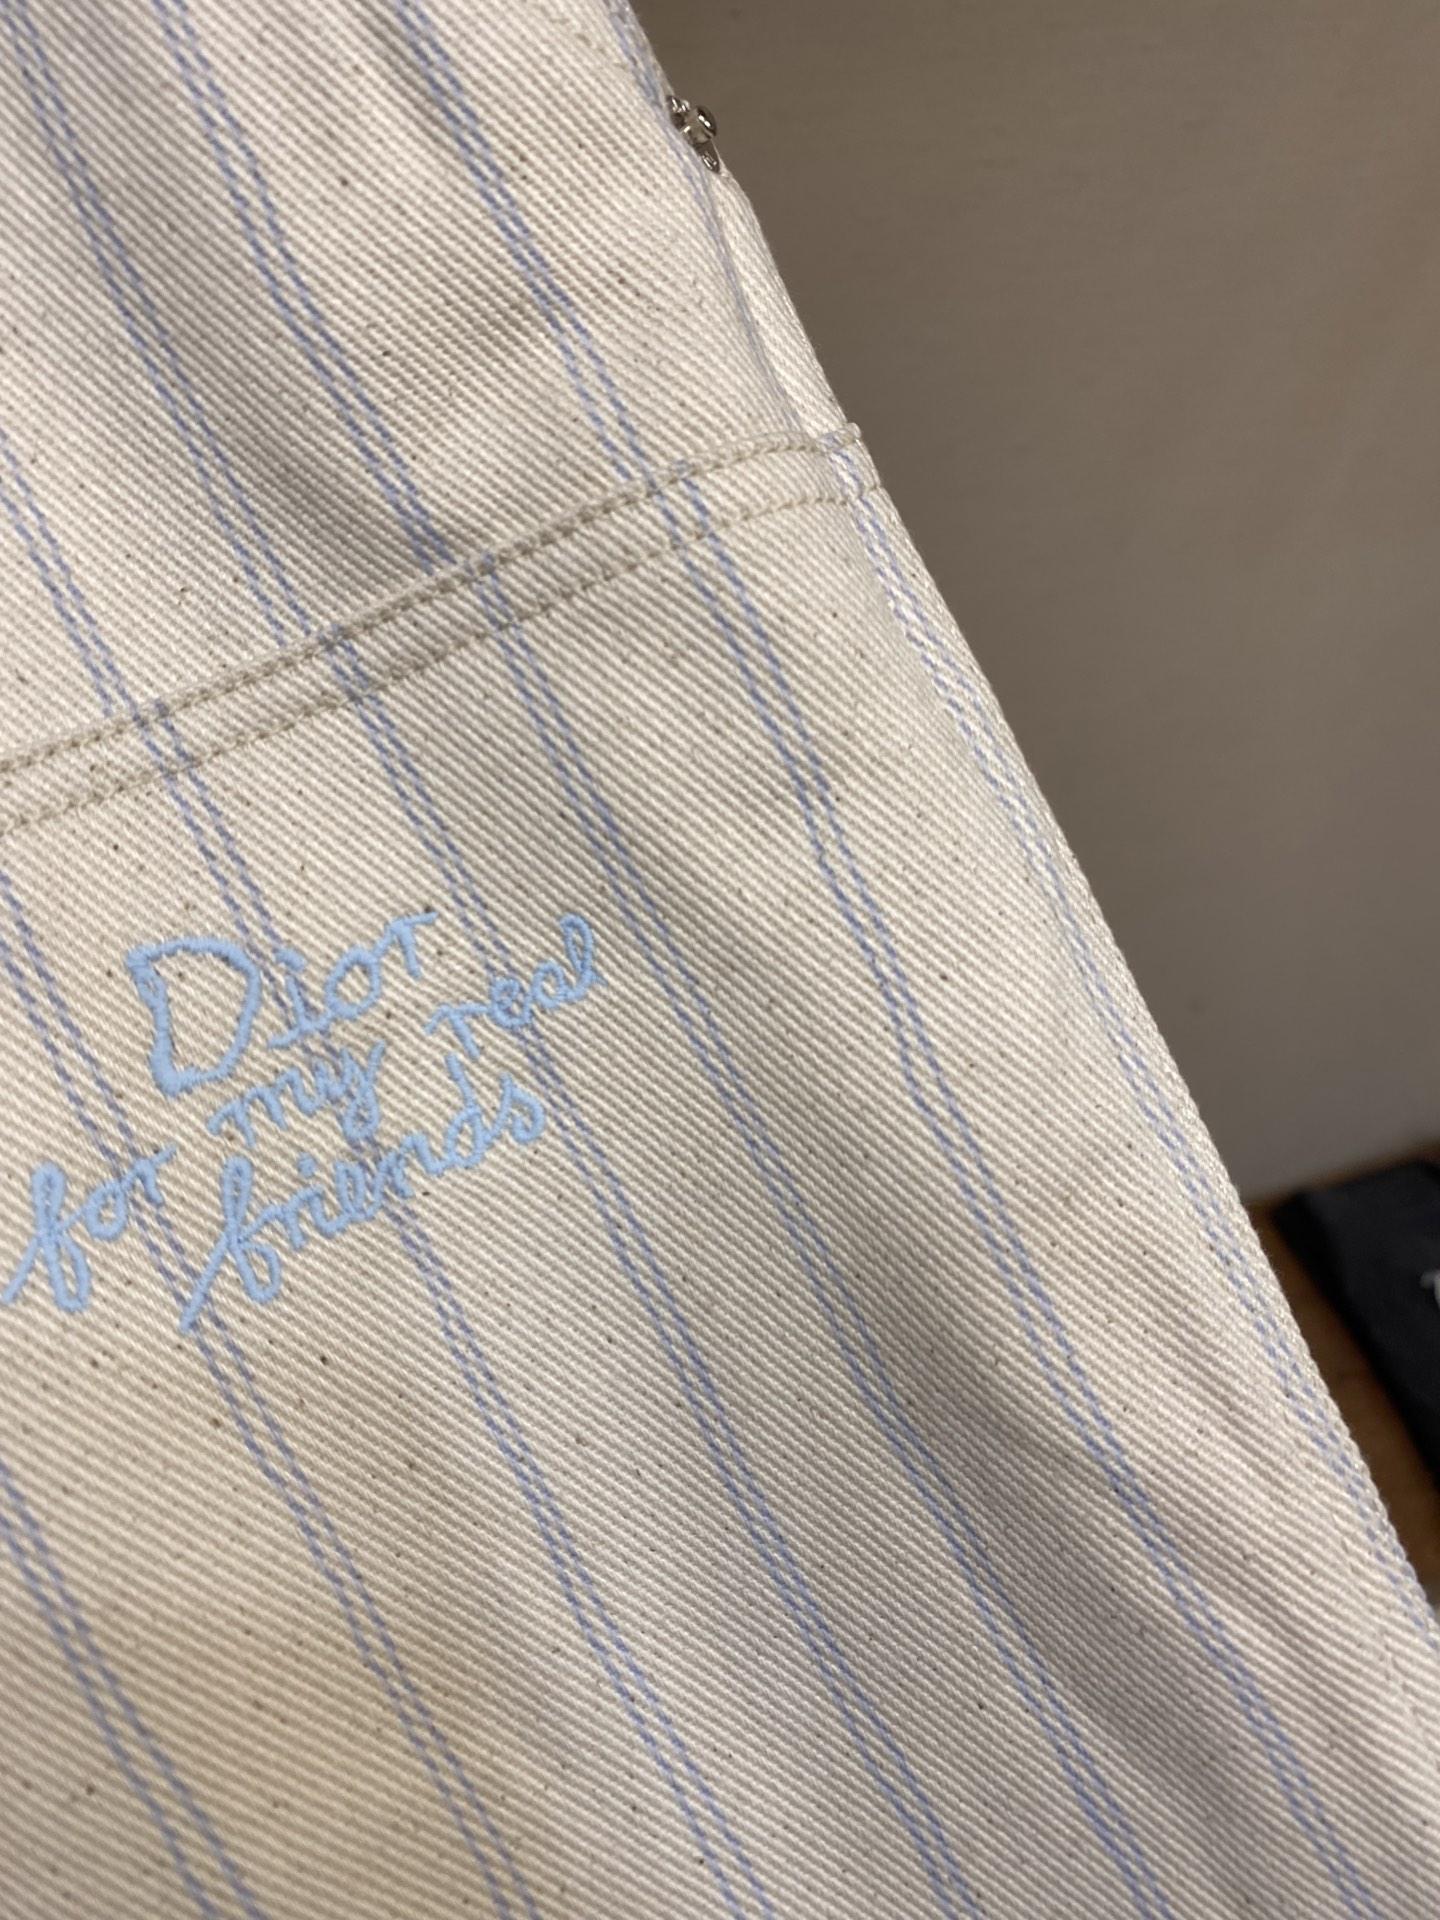 Dior
for my real
friends